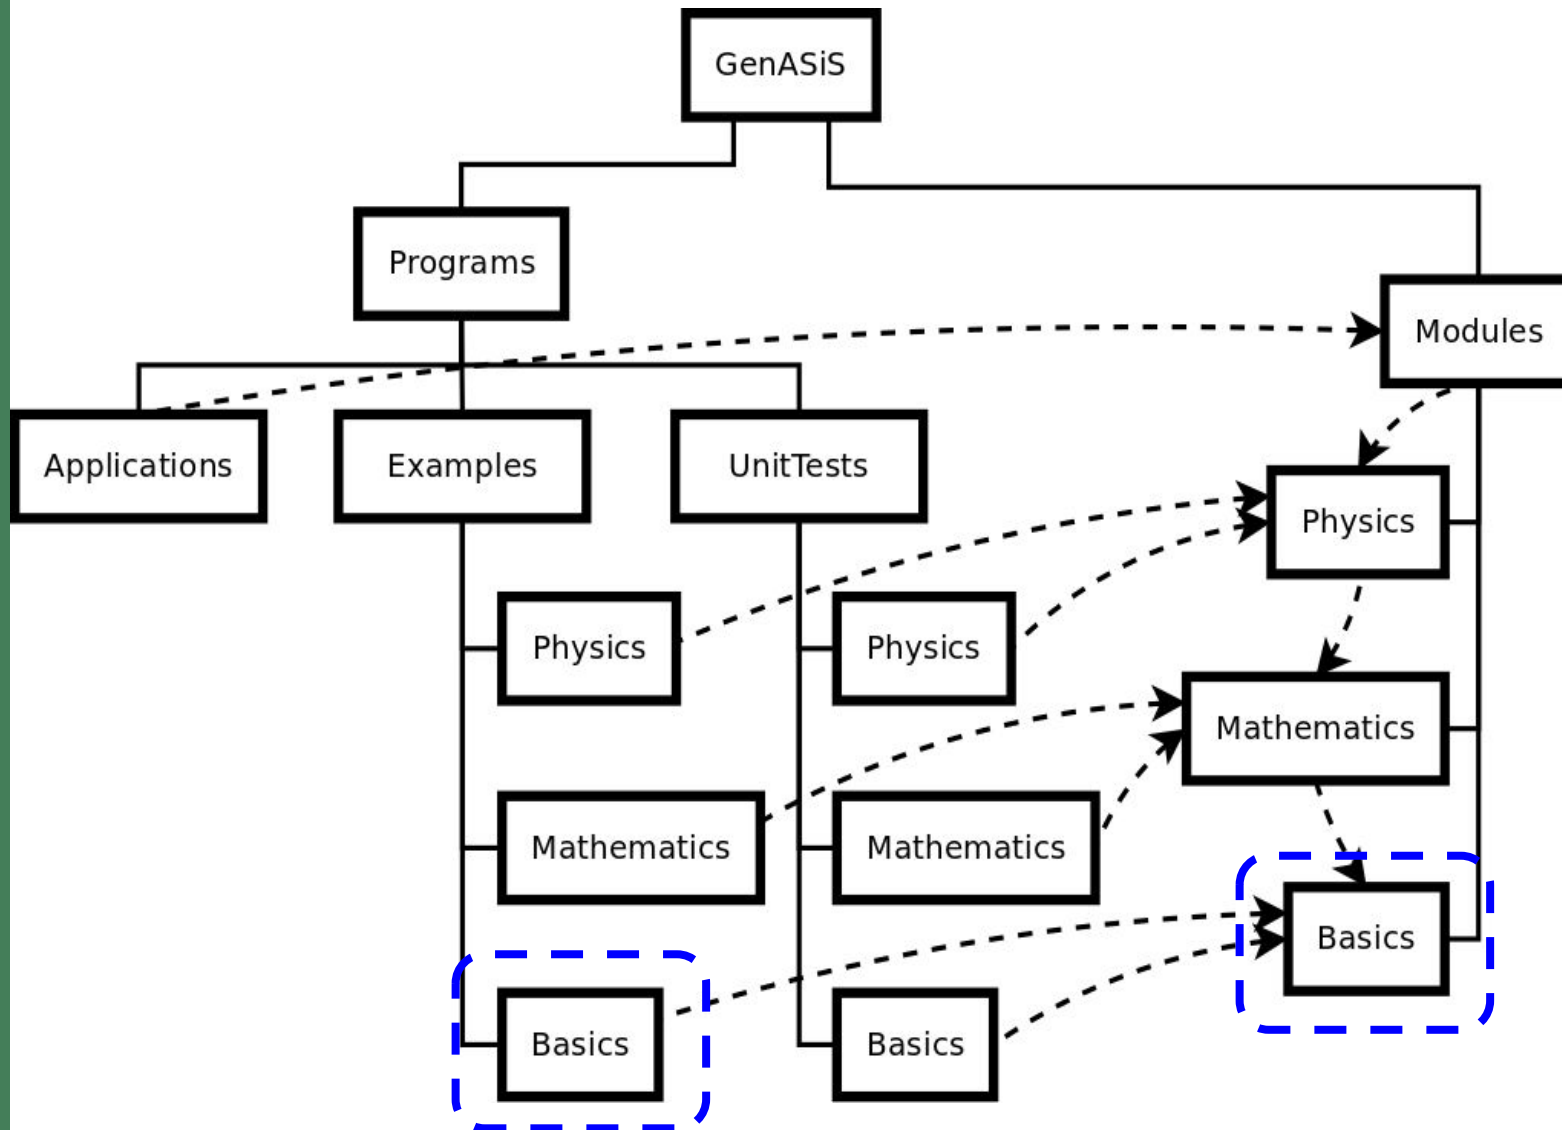 GenASiS
Programs
Modules
Applications
Examples
UnitTests
Physics
Physics
Physics
Mathematics
Mathematics
Mathematics
Basics
Basics
Basics